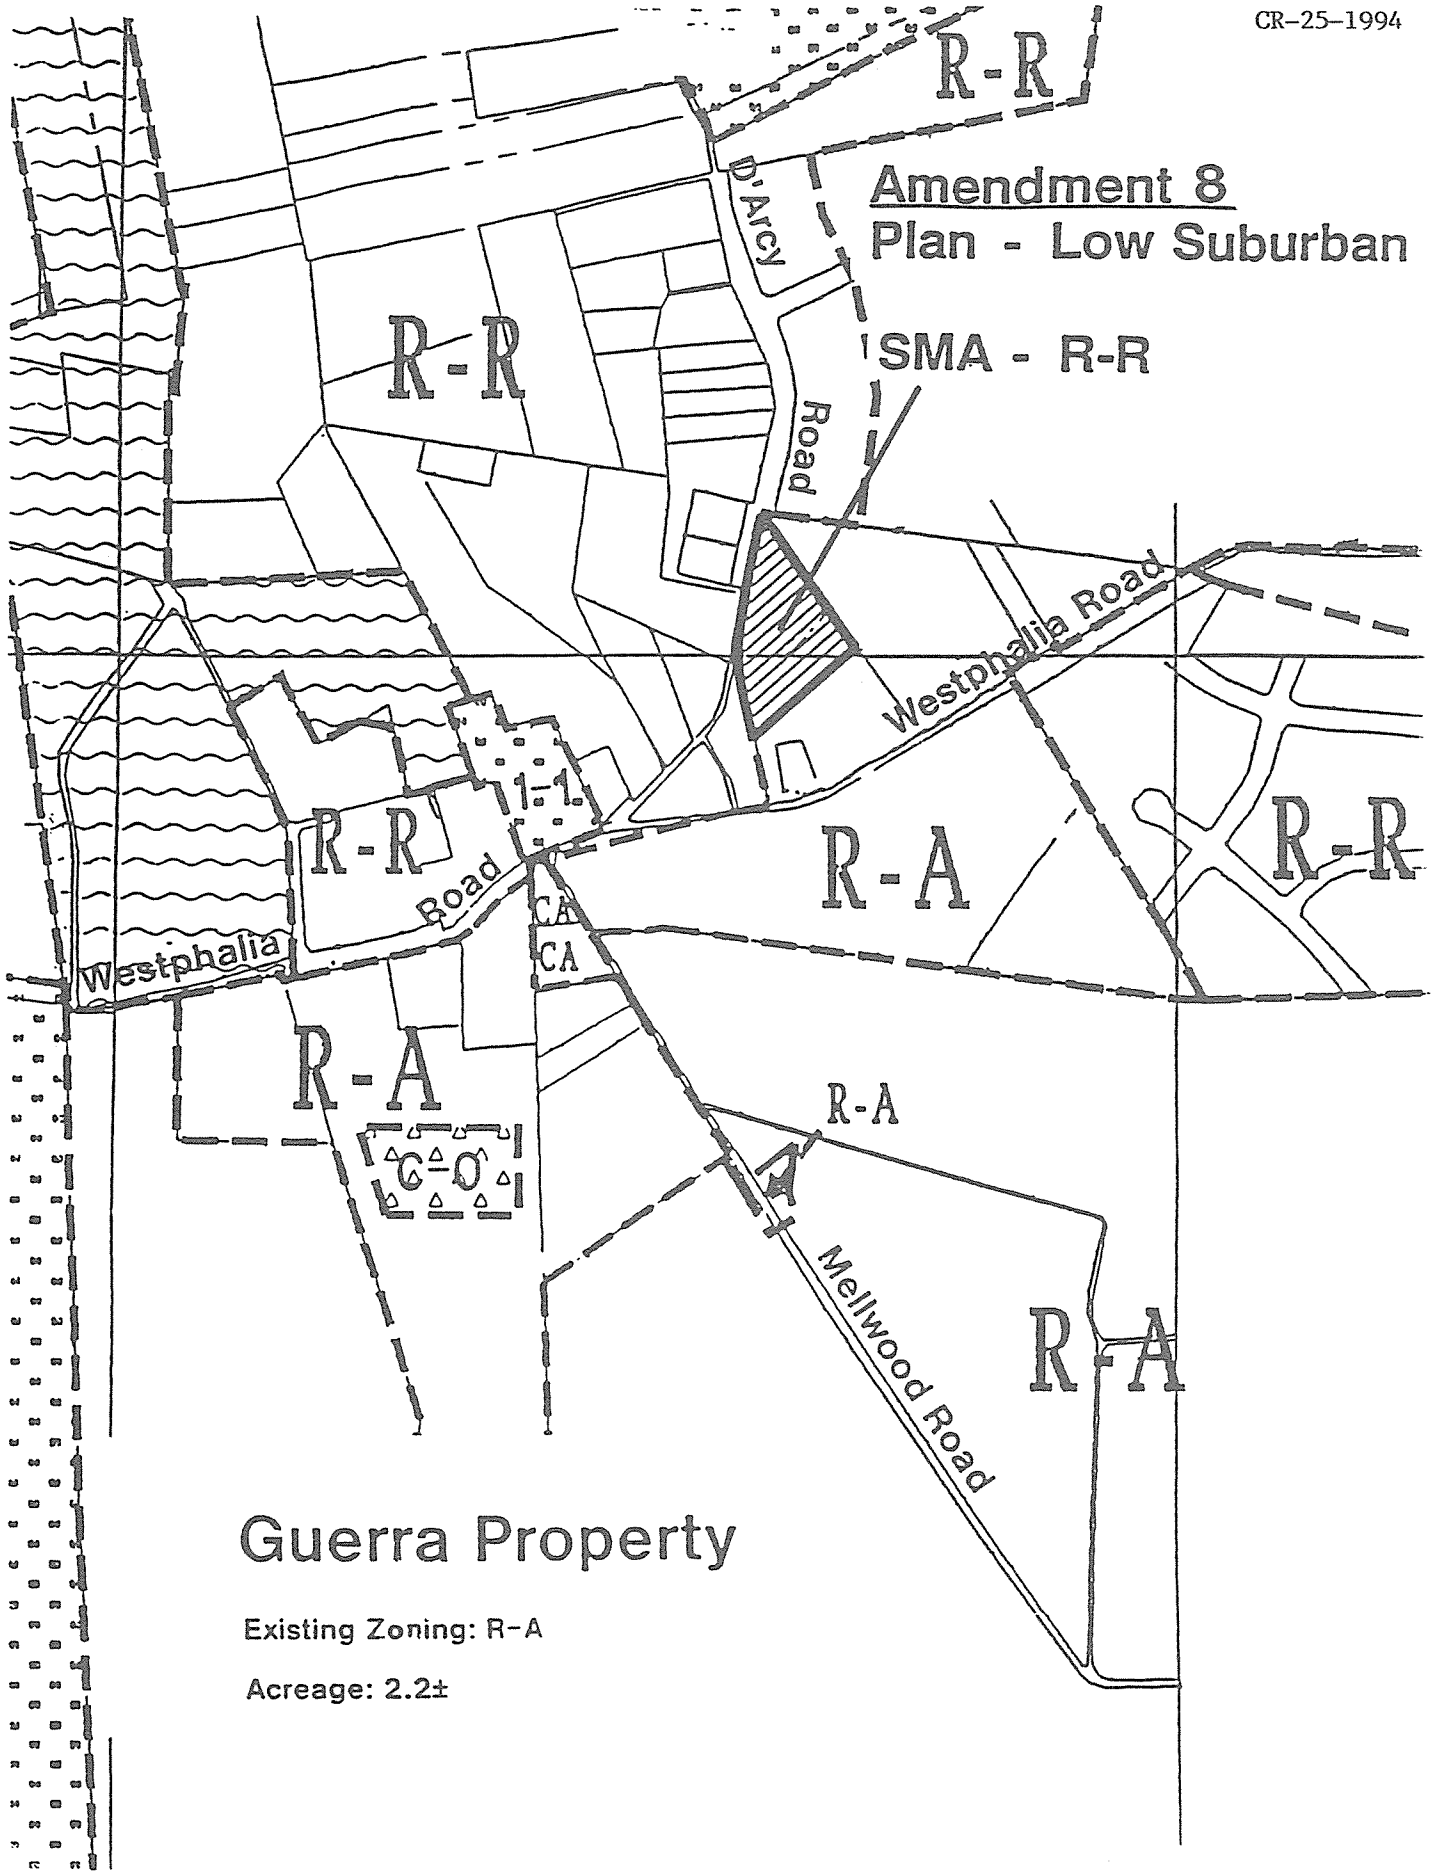 CR-25-1994
R-R
Amendment 8
Plan - Low Suburban
D'Arcy
R-R
SMA - R-R
Road
Westphalia Road
I-1
R-R
R-A
R-R
Road
CA
CA
Westphalia
R-A
R-A
C-O
Mellwood Road
R-A
Guerra Property
Existing Zoning: R-A
Acreage: 2.2±